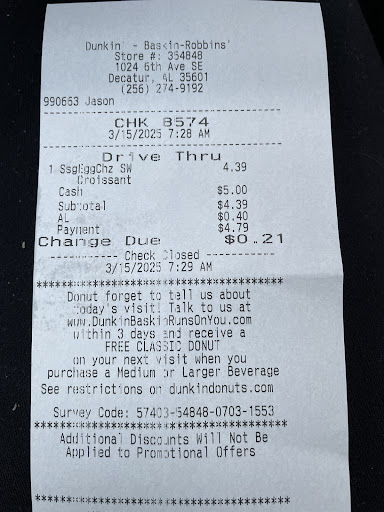 Dunkin' - Baskin-Robbins'
Store #: 354848
1024 6th Ave SE
Decatur, AL 35601
(256) 274-9192
990663 Jason
CHK 8574
3/15/2025 7:28 AM
Drive Thru
1 SsgEggChz SW 4.39
Croissant
Cash $5.00
Subtotal $4.39
AL $0.40
Payment $4.79
Change Due $0.21
---------- Check Closed ----------
3/15/2025 7:29 AM
************************************
Donut forget to tell us about
today's visit! Talk to us at
www.DunkinBaskinRunsOnYou.com
within 3 days and receive a
FREE CLASSIC DONUT
on your next visit when you
purchase a Medium or Larger Beverage
See restrictions on dunkindonuts.com
Survey Code: 57403-54848-0703-1553
************************************
Additional Discounts Will Not Be
Applied to Promotional Offers
************************************